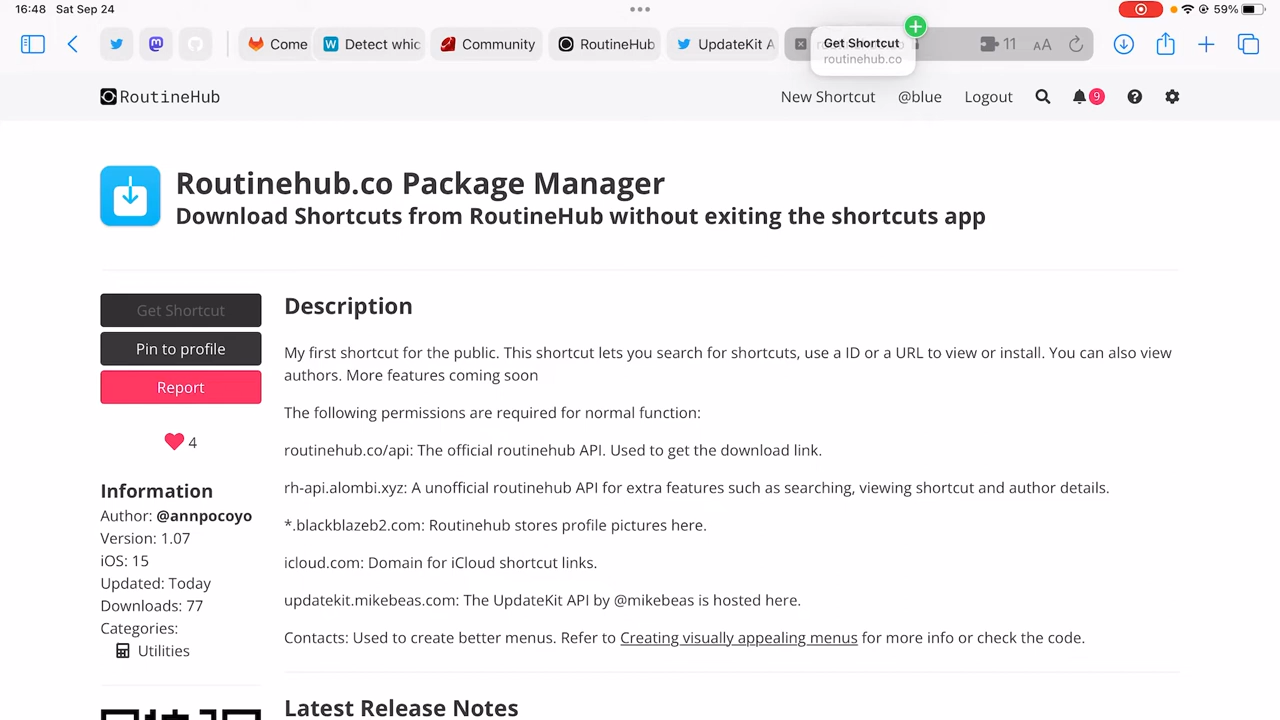 16:48 Sat Sep 24
59%
Come
Detect whic
Community
RoutineHub
UpdateKit A
Get Shortcut
routinehub.co
11
AA
RoutineHub
New Shortcut
@blue
Logout
9
Routinehub.co Package Manager
Download Shortcuts from RoutineHub without exiting the shortcuts app
Get Shortcut
Pin to profile
Report
4
Information
Author: @annpocoyo
Version: 1.07
iOS: 15
Updated: Today
Downloads: 77
Categories:
Utilities
Description
My first shortcut for the public. This shortcut lets you search for shortcuts, use a ID or a URL to view or install. You can also view
authors. More features coming soon
The following permissions are required for normal function:
routinehub.co/api: The official routinehub API. Used to get the download link.
rh-api.alombi.xyz: A unofficial routinehub API for extra features such as searching, viewing shortcut and author details.
*.blackblazeb2.com: Routinehub stores profile pictures here.
icloud.com: Domain for iCloud shortcut links.
updatekit.mikebeas.com: The UpdateKit API by @mikebeas is hosted here.
Contacts: Used to create better menus. Refer to Creating visually appealing menus for more info or check the code.
Latest Release Notes